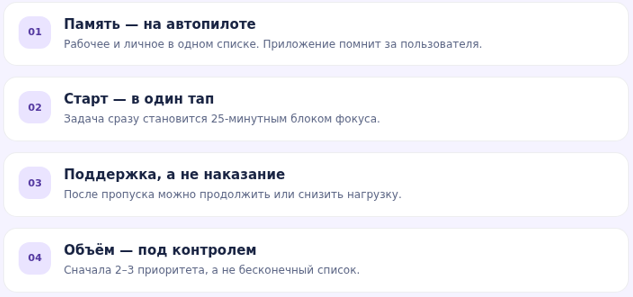 01
Память — на автопилоте
Рабочее и личное в одном списке. Приложение помнит за пользователя.
02
Старт — в один тап
Задача сразу становится 25-минутным блоком фокуса.
03
Поддержка, а не наказание
После пропуска можно продолжить или снизить нагрузку.
04
Объём — под контролем
Сначала 2–3 приоритета, а не бесконечный список.